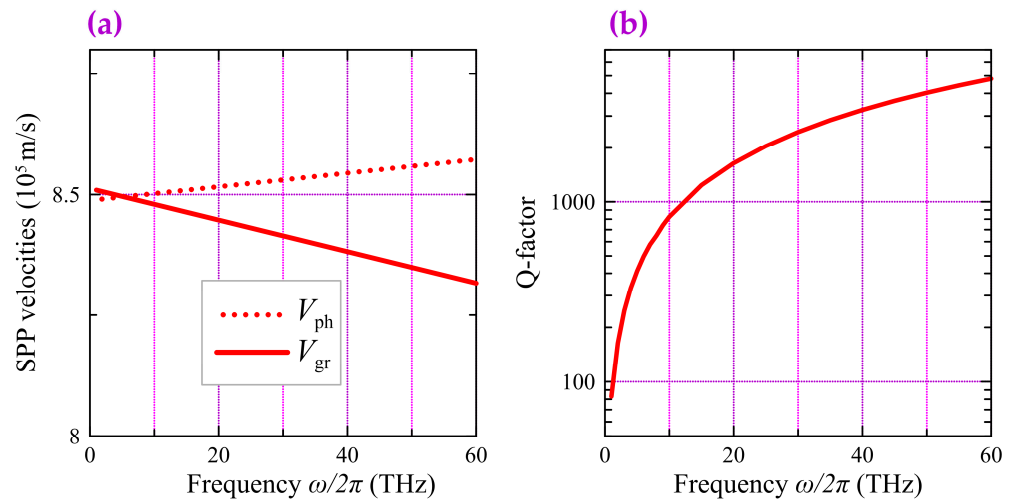 (a)
SPP velocities (10⁵ m/s)
8.5
8
V_ph
V_gr
0 20 40 60
Frequency ω/2π (THz)
(b)
Q-factor
1000
100
0 20 40 60
Frequency ω/2π (THz)